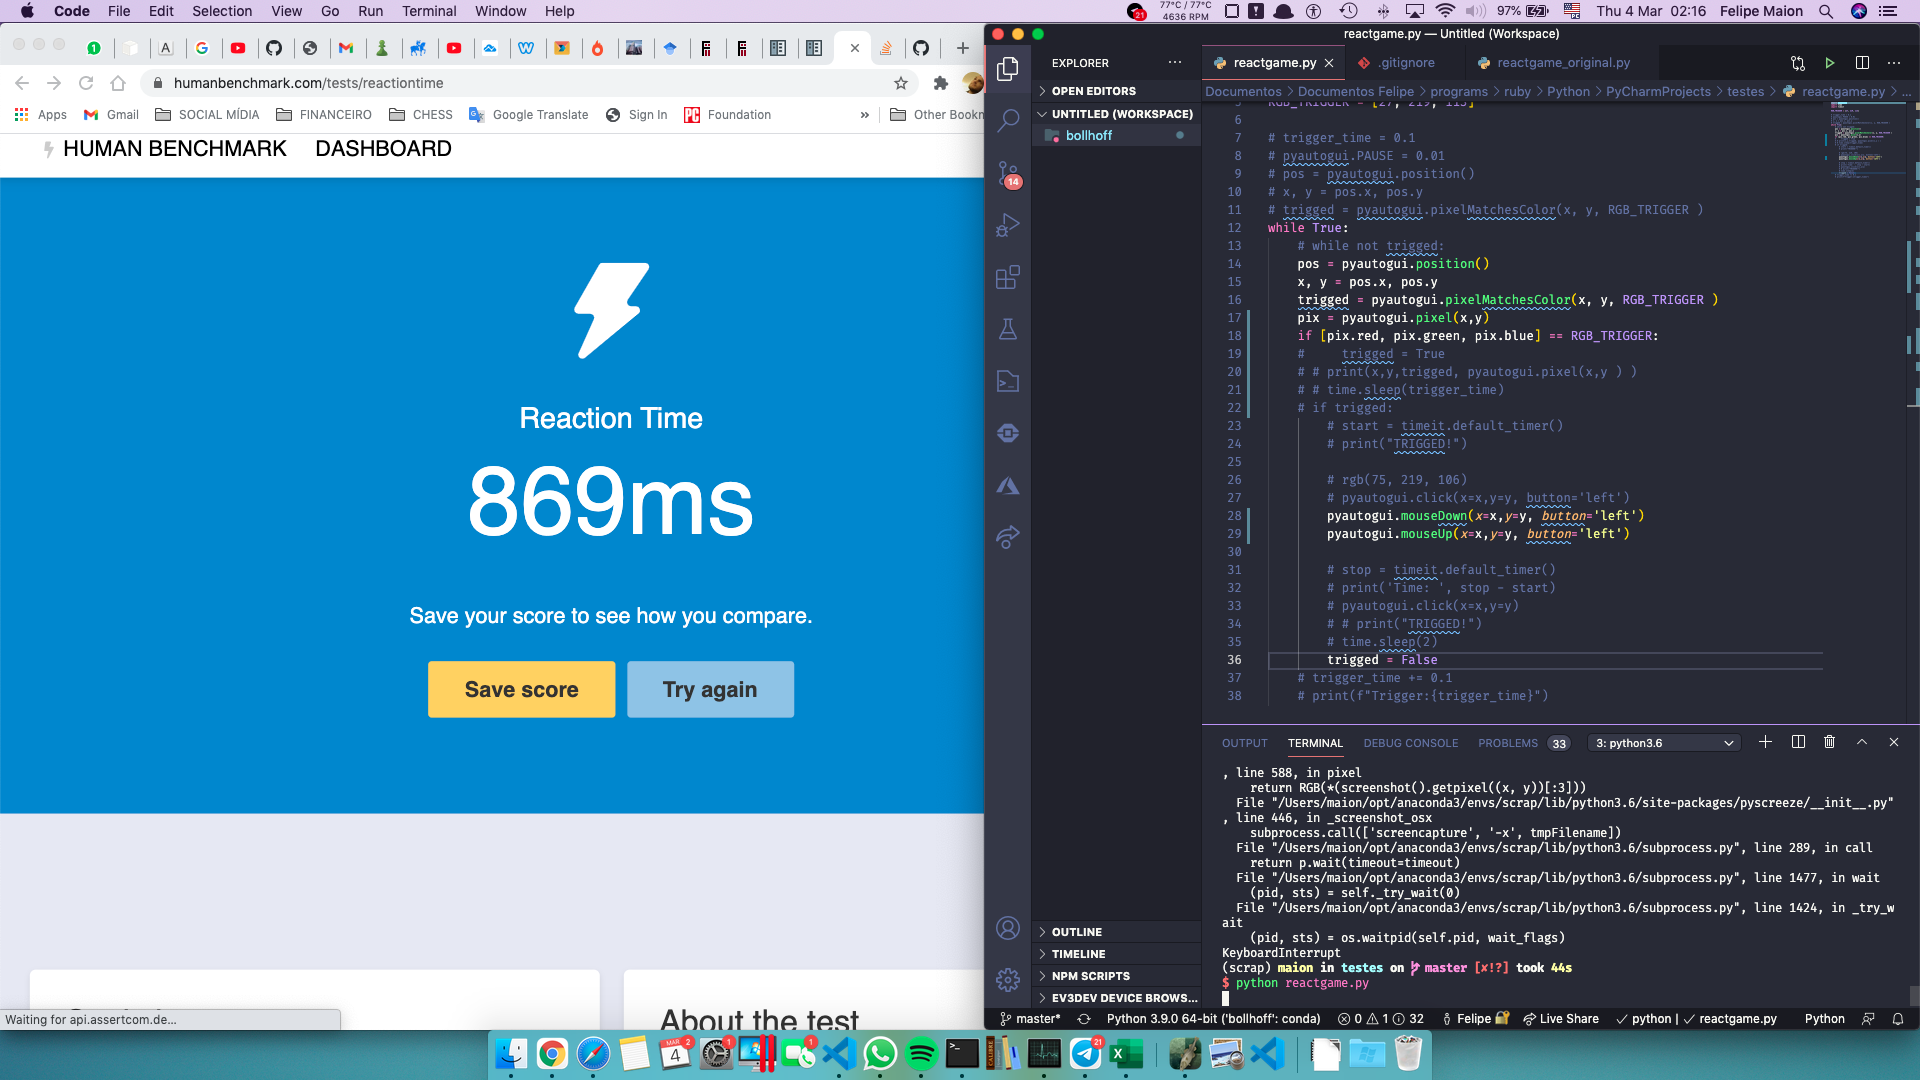 Code File Edit Selection View Go Run Terminal Window Help
21
77°C / 77°C
4636 RPM
97%
Thu 4 Mar 02:16 Felipe Maion
humanbenchmark.com/tests/reactiontime
Apps Gmail SOCIAL MÍDIA FINANCEIRO CHESS Google Translate Sign In Foundation » Other Bookn
HUMAN BENCHMARK DASHBOARD
Reaction Time
869ms
Save your score to see how you compare.
Save score Try again
About the test
Waiting for api.assertcom.de...
reactgame.py — Untitled (Workspace)
EXPLORER
OPEN EDITORS
UNTITLED (WORKSPACE)
bollhoff
14
OUTLINE
TIMELINE
NPM SCRIPTS
EV3DEV DEVICE BROWS...
reactgame.py .gitignore reactgame_original.py
Documentos > Documentos Felipe > programs > ruby > Python > PyCharmProjects > testes > reactgame.py > ...
5 RGB_TRIGGER = [27, 219, 115]
6
7 # trigger_time = 0.1
8 # pyautogui.PAUSE = 0.01
9 # pos = pyautogui.position()
10 # x, y = pos.x, pos.y
11 # trigged = pyautogui.pixelMatchesColor(x, y, RGB_TRIGGER )
12 while True:
13 # while not trigged:
14 pos = pyautogui.position()
15 x, y = pos.x, pos.y
16 trigged = pyautogui.pixelMatchesColor(x, y, RGB_TRIGGER )
17 pix = pyautogui.pixel(x,y)
18 if [pix.red, pix.green, pix.blue] == RGB_TRIGGER:
19 # trigged = True
20 # # print(x,y,trigged, pyautogui.pixel(x,y ) )
21 # # time.sleep(trigger_time)
22 # if trigged:
23 # start = timeit.default_timer()
24 # print("TRIGGED!")
25
26 # rgb(75, 219, 106)
27 # pyautogui.click(x=x,y=y, button='left')
28 pyautogui.mouseDown(x=x,y=y, button='left')
29 pyautogui.mouseUp(x=x,y=y, button='left')
30
31 # stop = timeit.default_timer()
32 # print('Time: ', stop - start)
33 # pyautogui.click(x=x,y=y)
34 # # print("TRIGGED!")
35 # time.sleep(2)
36 trigged = False
37 # trigger_time += 0.1
38 # print(f"Trigger:{trigger_time}")
OUTPUT TERMINAL DEBUG CONSOLE PROBLEMS 33 3: python3.6
, line 588, in pixel
return RGB(*(screenshot().getpixel((x, y))[:3]))
File "/Users/maion/opt/anaconda3/envs/scrap/lib/python3.6/site-packages/pyscreeze/__init__.py"
, line 446, in _screenshot_osx
subprocess.call(['screencapture', '-x', tmpFilename])
File "/Users/maion/opt/anaconda3/envs/scrap/lib/python3.6/subprocess.py", line 289, in call
return p.wait(timeout=timeout)
File "/Users/maion/opt/anaconda3/envs/scrap/lib/python3.6/subprocess.py", line 1477, in wait
(pid, sts) = self._try_wait(0)
File "/Users/maion/opt/anaconda3/envs/scrap/lib/python3.6/subprocess.py", line 1424, in _try_w
ait
(pid, sts) = os.waitpid(self.pid, wait_flags)
KeyboardInterrupt
(scrap) maion in testes on master [x!?] took 44s
$ python reactgame.py
master* Python 3.9.0 64-bit ('bollhoff': conda) 0 1 32 Felipe Live Share python | reactgame.py Python
MAR 4